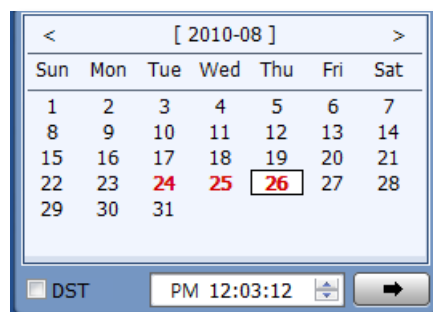 < [ 2010-08 ] >
Sun Mon Tue Wed Thu Fri Sat
1 2 3 4 5 6 7
8 9 10 11 12 13 14
15 16 17 18 19 20 21
22 23 24 25 26 27 28
29 30 31
DST PM 12:03:12